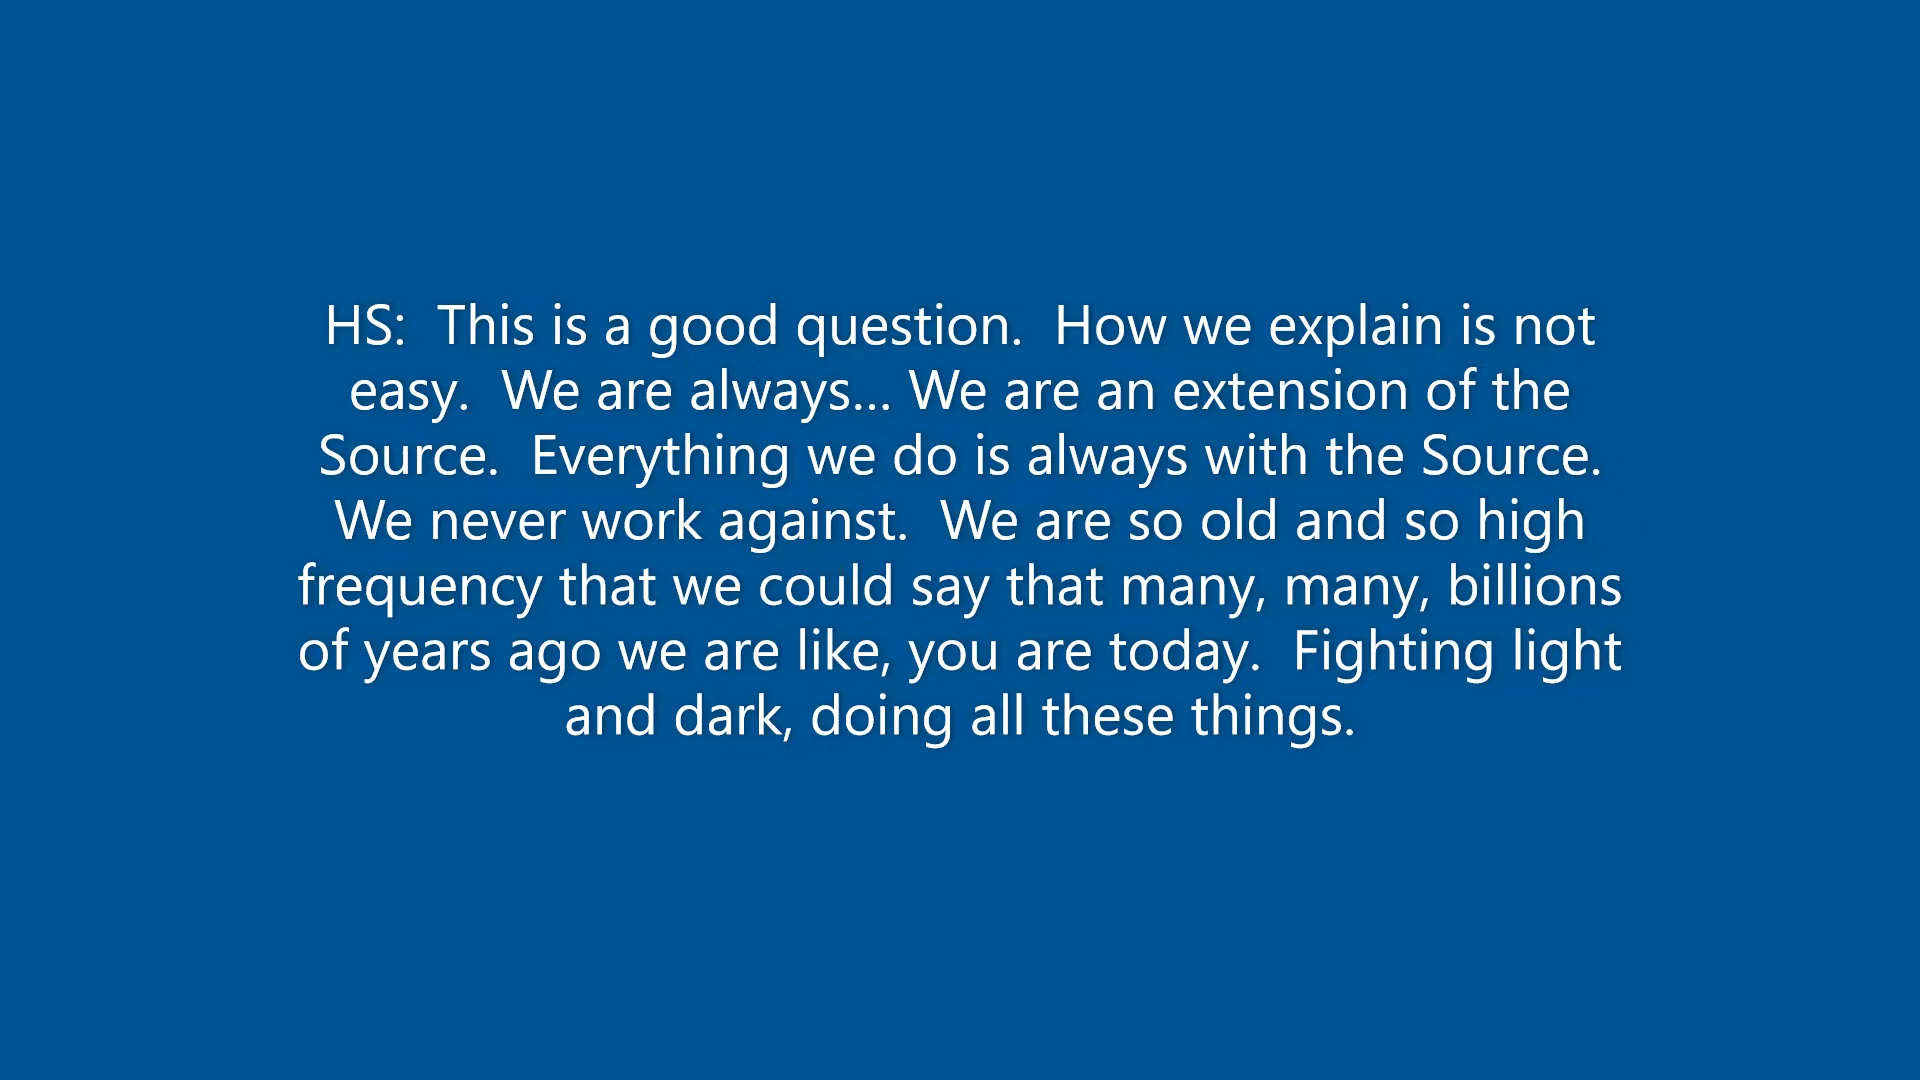 HS:  This is a good question.  How we explain is not
easy.  We are always... We are an extension of the
Source.  Everything we do is always with the Source.
We never work against.  We are so old and so high
frequency that we could say that many, many, billions
of years ago we are like, you are today.  Fighting light
and dark, doing all these things.